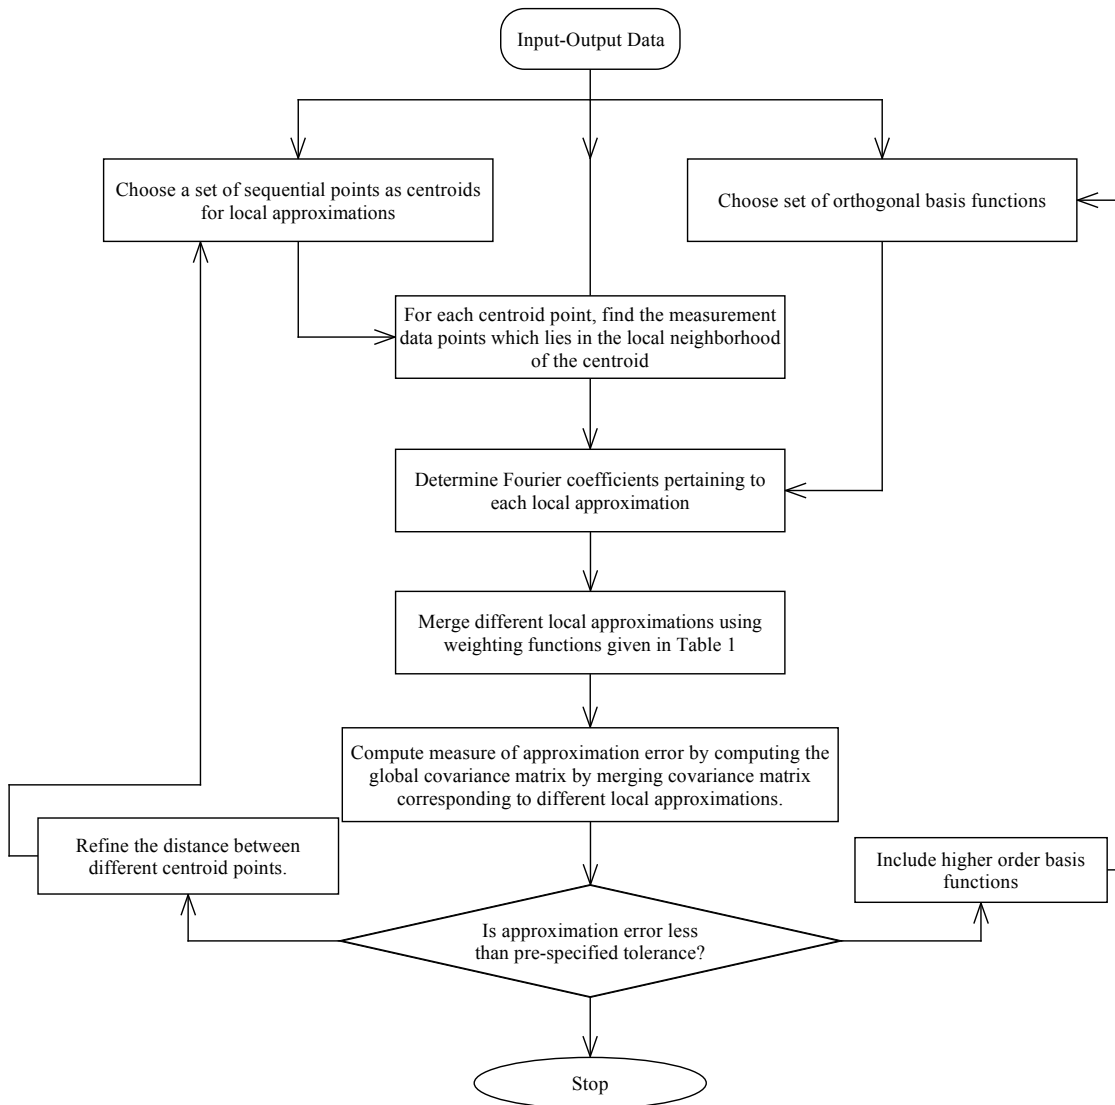 Input-Output Data
Choose a set of sequential points as centroids
for local approximations
Choose set of orthogonal basis functions
For each centroid point, find the measurement
data points which lies in the local neighborhood
of the centroid
Determine Fourier coefficients pertaining to
each local approximation
Merge different local approximations using
weighting functions given in Table 1
Compute measure of approximation error by computing the
global covariance matrix by merging covariance matrix
corresponding to different local approximations.
Refine the distance between
different centroid points.
Include higher order basis
functions
Is approximation error less
than pre-specified tolerance?
Stop